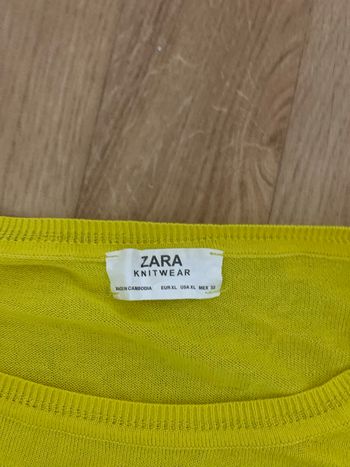 ZARA
KNITWEAR
MADE IN CAMBODIA EUR XL USA XL MEX 32